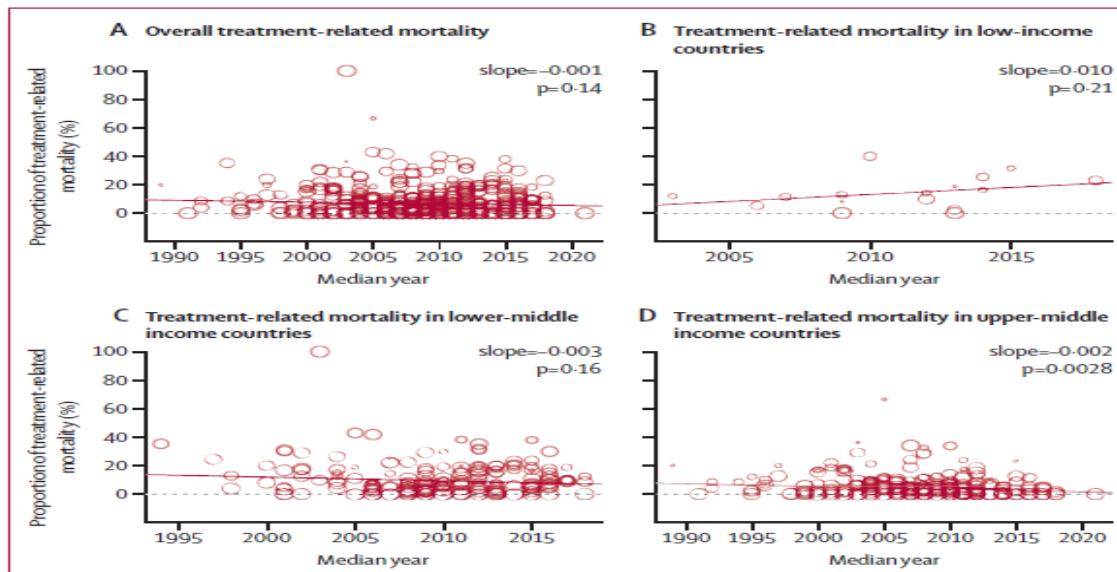 A Overall treatment-related mortality
slope=–0·001
p=0·14
Proportion of treatment-related
mortality (%)
100
80
60
40
20
0
1990 1995 2000 2005 2010 2015 2020
Median year
B Treatment-related mortality in low-income
countries
slope=0·010
p=0·21
2005 2010 2015
Median year
C Treatment-related mortality in lower-middle
income countries
slope=–0·003
p=0·16
Proportion of treatment-related
mortality (%)
100
80
60
40
20
0
1995 2000 2005 2010 2015
Median year
D Treatment-related mortality in upper-middle
income countries
slope=–0·002
p=0·0028
1990 1995 2000 2005 2010 2015 2020
Median year